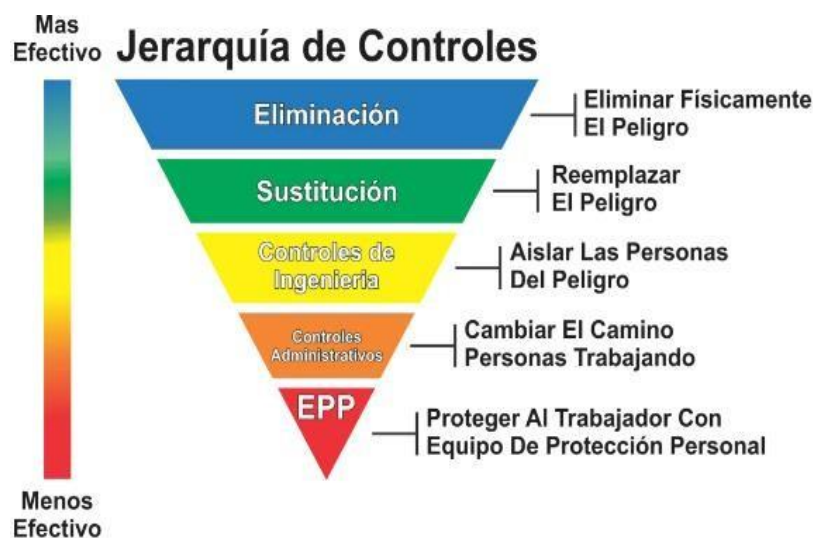 Mas
Efectivo
Jerarquía de Controles
Eliminación
Eliminar Físicamente
El Peligro
Sustitución
Reemplazar
El Peligro
Controles de
Ingenieria
Aislar Las Personas
Del Peligro
Controles
Administrativos
Cambiar El Camino
Personas Trabajando
EPP
Proteger Al Trabajador Con
Equipo De Protección Personal
Menos
Efectivo